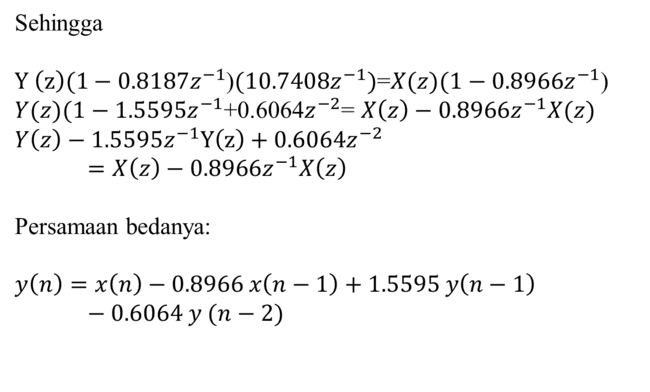 Sehingga
Y (z)(1 − 0.8187z⁻¹)(10.7408z⁻¹)=X(z)(1 − 0.8966z⁻¹)
Y(z)(1 − 1.5595z⁻¹+0.6064z⁻²= X(z) − 0.8966z⁻¹X(z)
Y(z) − 1.5595z⁻¹Y(z) + 0.6064z⁻²
= X(z) − 0.8966z⁻¹X(z)
Persamaan bedanya:
y(n) = x(n) − 0.8966 x(n − 1) + 1.5595 y(n − 1)
− 0.6064 y (n − 2)